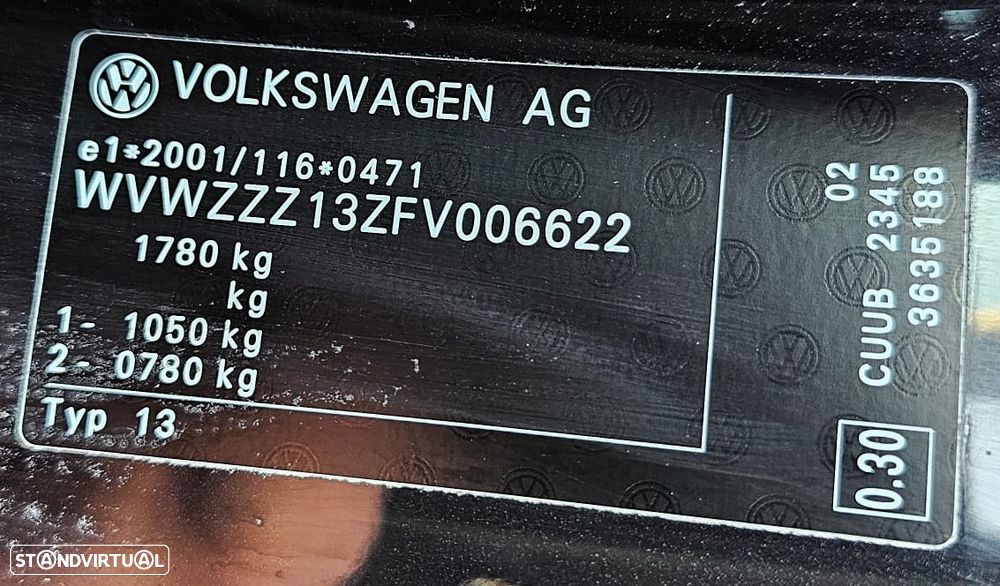 VOLKSWAGEN AG
e1*2001/116*0471
WVWZZZ13ZFV006622
1780 kg
kg
1- 1050 kg
2- 0780 kg
Typ 13
02
CUUB 2345
3635188
0.30
STANDVIRTUAL